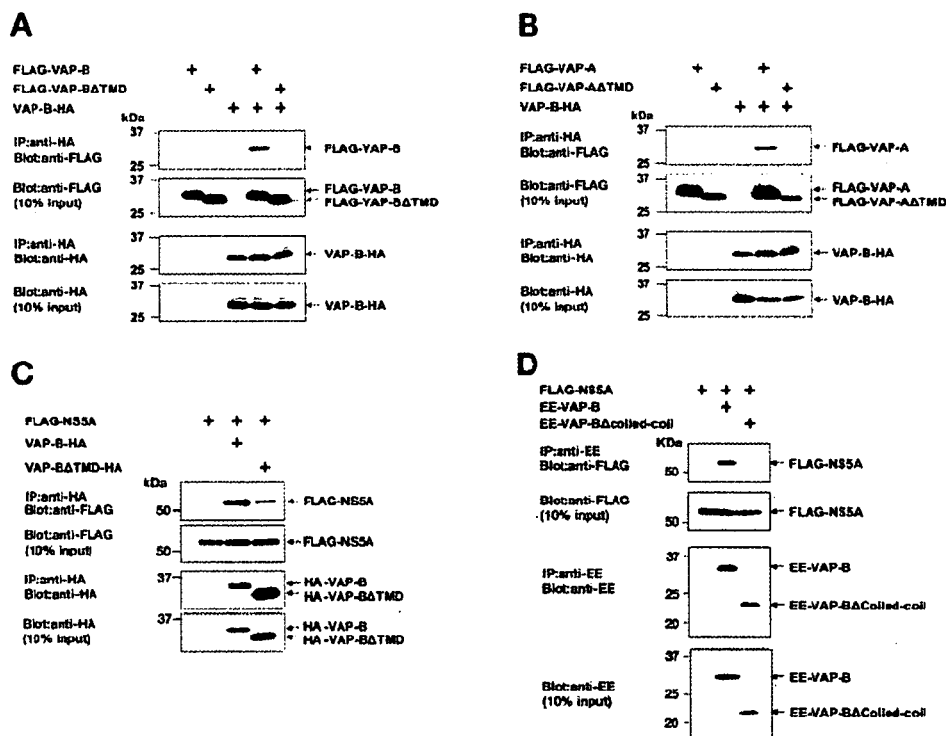 A
FLAG-VAP-B + +
FLAG-VAP-BΔTMD + +
VAP-B-HA + + +
kDa
37
IP:anti-HA
Blot:anti-FLAG
FLAG-VAP-B
25
37
Blot:anti-FLAG
(10% input)
FLAG-VAP-B
FLAG-VAP-BΔTMD
25
37
IP:anti-HA
Blot:anti-HA
VAP-B-HA
25
37
Blot:anti-HA
(10% input)
VAP-B-HA
25
B
FLAG-VAP-A + +
FLAG-VAP-AΔTMD + +
VAP-B-HA + + +
kDa
37
IP:anti-HA
Blot:anti-FLAG
FLAG-VAP-A
25
37
Blot:anti-FLAG
(10% input)
FLAG-VAP-A
FLAG-VAP-AΔTMD
25
37
IP:anti-HA
Blot:anti-HA
VAP-B-HA
25
37
Blot:anti-HA
(10% input)
VAP-B-HA
25
C
FLAG-NS5A + + +
VAP-B-HA +
VAP-BΔTMD-HA +
kDa
IP:anti-HA
Blot:anti-FLAG
50
FLAG-NS5A
Blot:anti-FLAG
(10% input)
50
FLAG-NS5A
37
IP:anti-HA
Blot:anti-HA
HA-VAP-B
HA-VAP-BΔTMD
37
Blot:anti-HA
(10% input)
HA-VAP-B
HA-VAP-BΔTMD
D
FLAG-NS5A + + +
EE-VAP-B +
EE-VAP-BΔcoiled-coil +
KDa
IP:anti-EE
Blot:anti-FLAG
50
FLAG-NS5A
Blot:anti-FLAG
(10% input)
50
FLAG-NS5A
37
IP:anti-EE
Blot:anti-EE
EE-VAP-B
25
EE-VAP-BΔCoiled-coil
20
37
EE-VAP-B
Blot:anti-EE
(10% input)
25
EE-VAP-BΔCoiled-coil
20